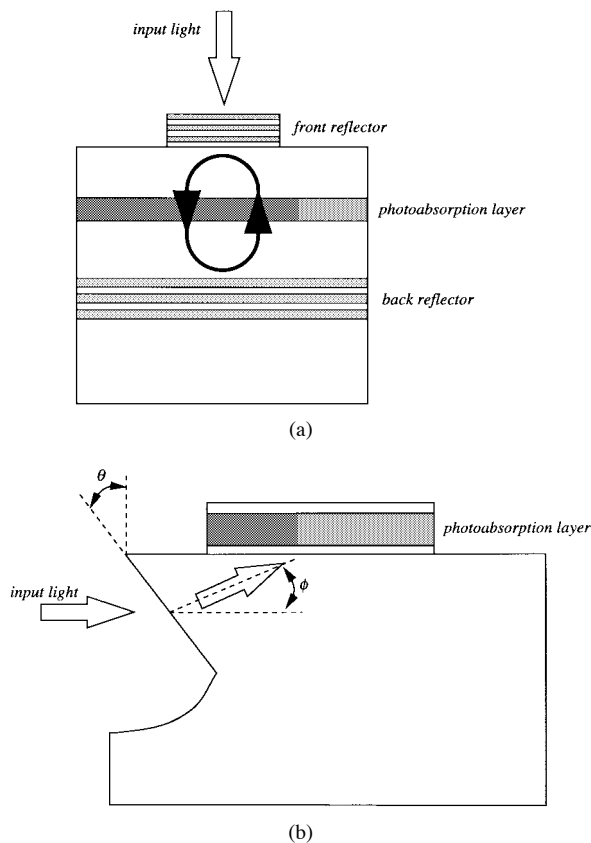 input light
front reflector
photoabsorption layer
back reflector
(a)
θ
photoabsorption layer
input light
ϕ
(b)